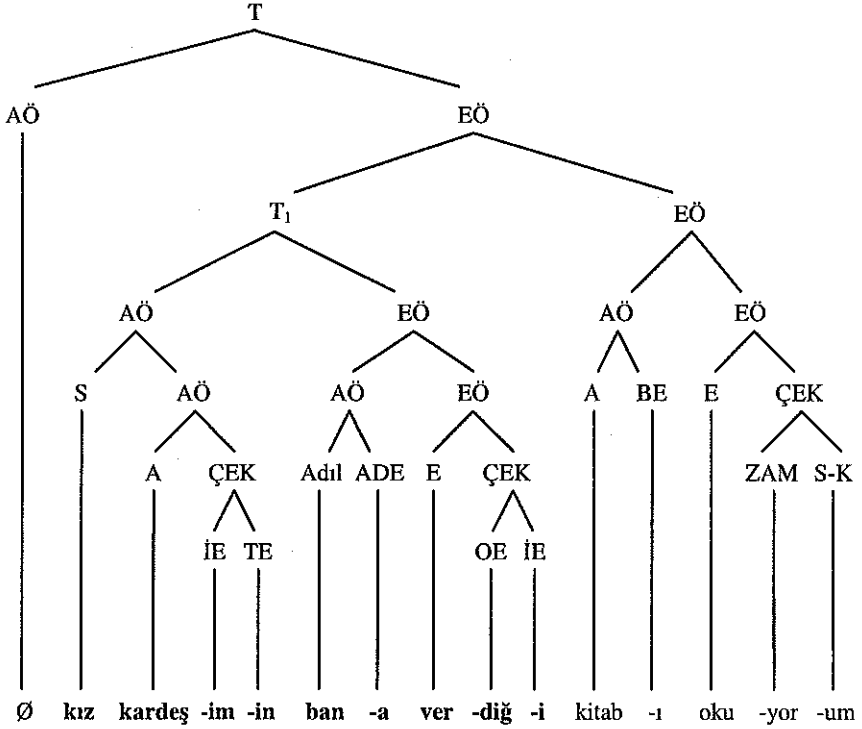 T
AÖ EÖ
T₁ EÖ
AÖ EÖ AÖ EÖ
S AÖ AÖ EÖ A BE E ÇEK
A ÇEK Adıl ADE E ÇEK ZAM S-K
İE TE OE İE
Ø kız kardeş -im -in ban -a ver -diğ -i kitab -ı oku -yor -um